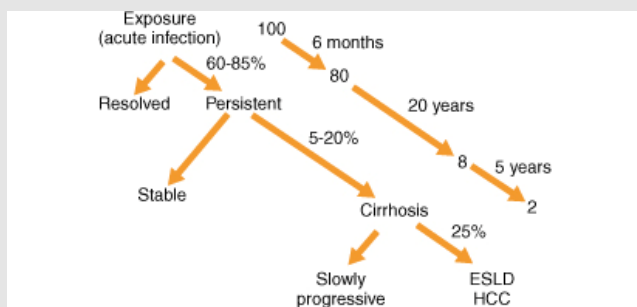 Exposure
(acute infection)
100
6 months
60-85%
80
Resolved
Persistent
20 years
5-20%
8
5 years
Stable
2
Cirrhosis
25%
Slowly
progressive
ESLD
HCC